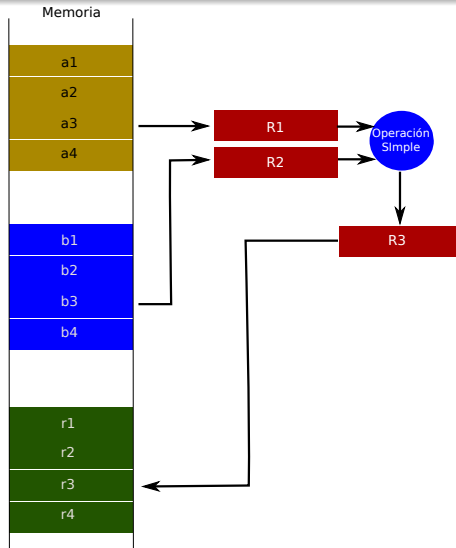 Memoria
a1
a2
a3
a4
R1
R2
Operación
SImple
R3
b1
b2
b3
b4
r1
r2
r3
r4